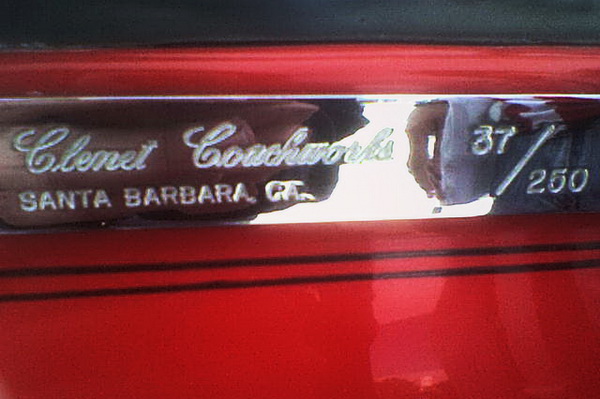 Clenet Coachworks 37/250
SANTA BARBARA, CA.